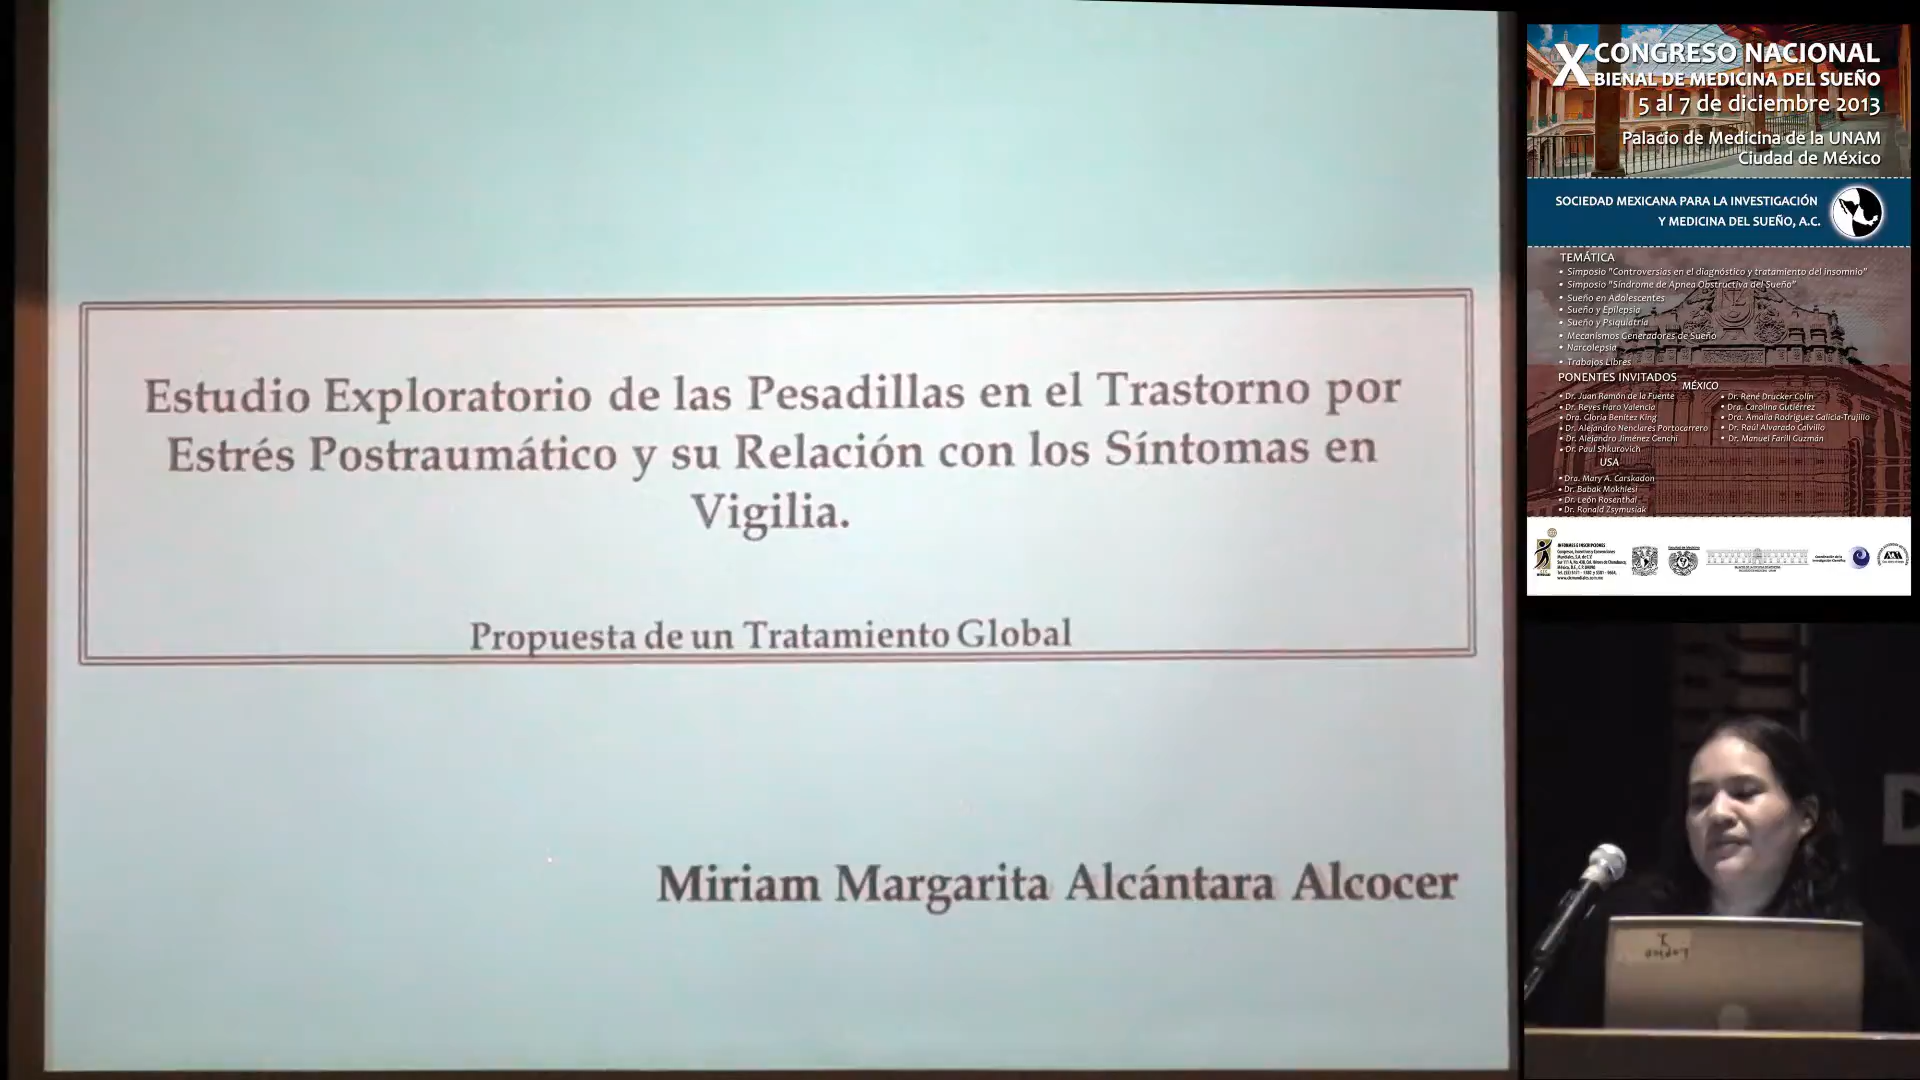 Estudio Exploratorio de las Pesadillas en el Trastorno por
Estrés Postraumático y su Relación con los Síntomas en
Vigilia.
Propuesta de un Tratamiento Global
Miriam Margarita Alcántara Alcocer
X CONGRESO NACIONAL
BIENAL DE MEDICINA DEL SUEÑO
5 al 7 de diciembre 2013
Palacio de Medicina de la UNAM
Ciudad de México
SOCIEDAD MEXICANA PARA LA INVESTIGACIÓN
Y MEDICINA DEL SUEÑO, A.C.
TEMÁTICA
• Simposio "Controversias en el diagnóstico y tratamiento del insomnio"
• Simposio "Síndrome de Apnea Obstructiva del Sueño"
• Sueño en Adolescentes
• Sueño y Epilepsia
• Sueño y Psiquiatría
• Mecanismos Generadores de Sueño
• Narcolepsia
• Trabajos Libres
PONENTES INVITADOS
MÉXICO
• Dr. Juan Ramón de la Fuente
• Dr. Reyes Haro Valencia
• Dra. Gloria Benítez King
• Dr. Alejandro Nenclares Portocarrero
• Dr. Alejandro Jiménez Genchi
• Dr. Paul Shkurovich
• Dr. René Drucker Colín
• Dra. Carolina Gutiérrez
• Dra. Amalia Rodríguez Galicia-Trujillo
• Dr. Raúl Alvarado Calvillo
• Dr. Manuel Farill Guzmán
USA
• Dra. Mary A. Carskadon
• Dr. Babak Mokhlesi
• Dr. León Rosenthal
• Dr. Ronald Zsymusiak
INFORMES E INSCRIPCIONES
D